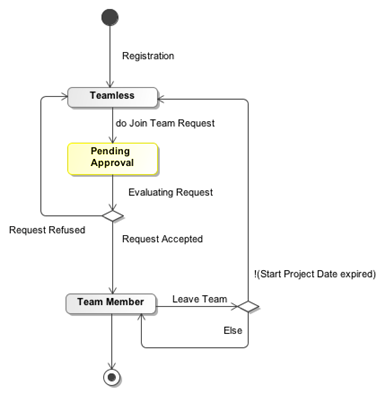 Registration
Teamless
do Join Team Request
Pending
Approval
Evaluating Request
Request Refused
Request Accepted
!(Start Project Date expired)
Team Member
Leave Team
Else